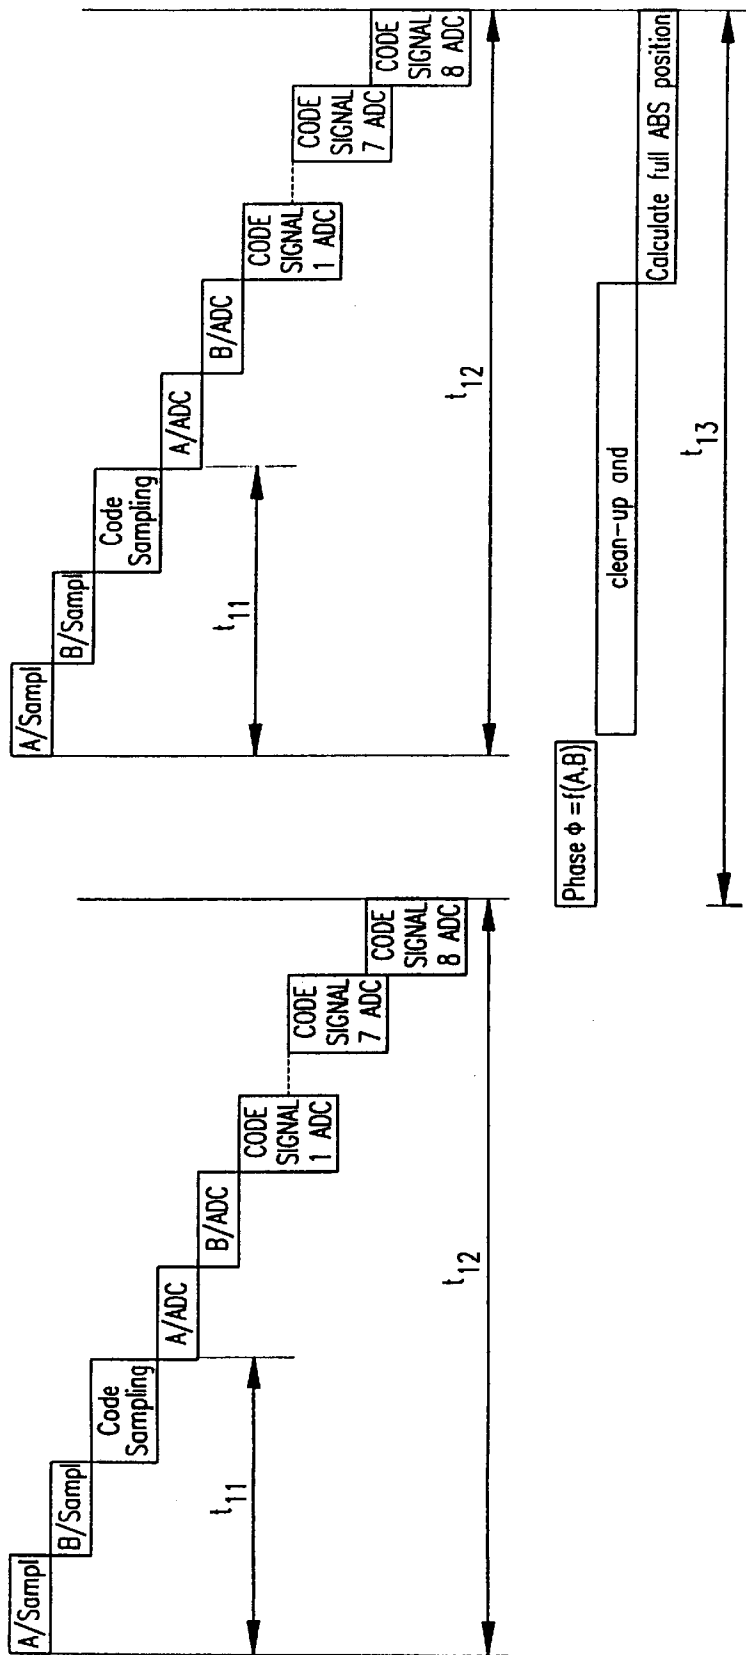 A/Sampl
B/Sampl
Code
Sampling
A/ADC
B/ADC
CODE
SIGNAL
1 ADC
CODE
SIGNAL
7 ADC
CODE
SIGNAL
8 ADC
t11
t12
A/Sampl
B/Sampl
Code
Sampling
A/ADC
B/ADC
CODE
SIGNAL
1 ADC
CODE
SIGNAL
7 ADC
CODE
SIGNAL
8 ADC
t11
t12
Phase Φ =f(A,B)
clean-up and
Calculate full ABS position
t13